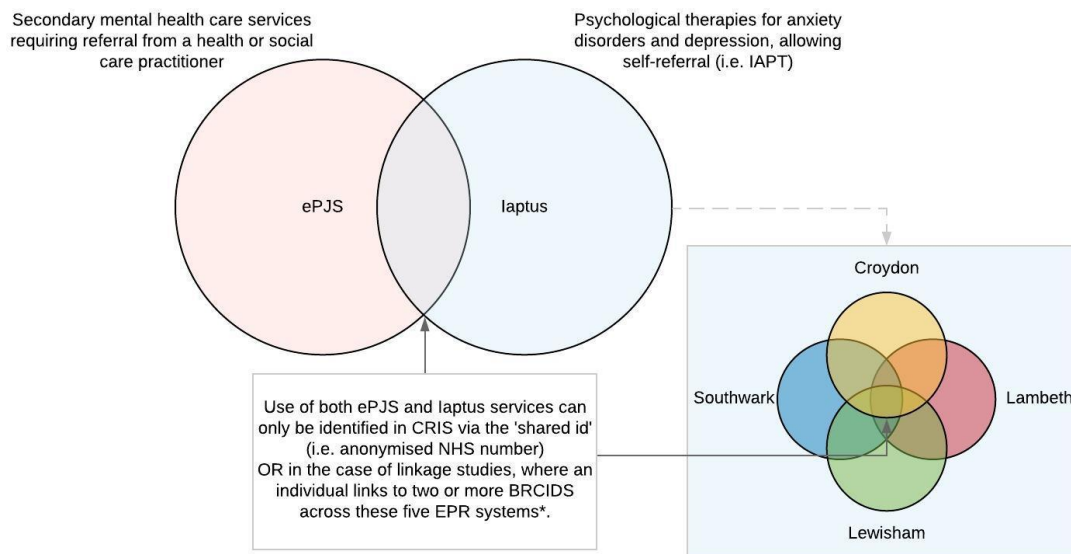 Secondary mental health care services
requiring referral from a health or social
care practitioner
Psychological therapies for anxiety
disorders and depression, allowing
self-referral (i.e. IAPT)
ePJS
Iaptus
Croydon
Southwark
Lambeth
Lewisham
Use of both ePJS and Iaptus services can
only be identified in CRIS via the 'shared id'
(i.e. anonymised NHS number)
OR in the case of linkage studies, where an
individual links to two or more BRCIDS
across these five EPR systems*.